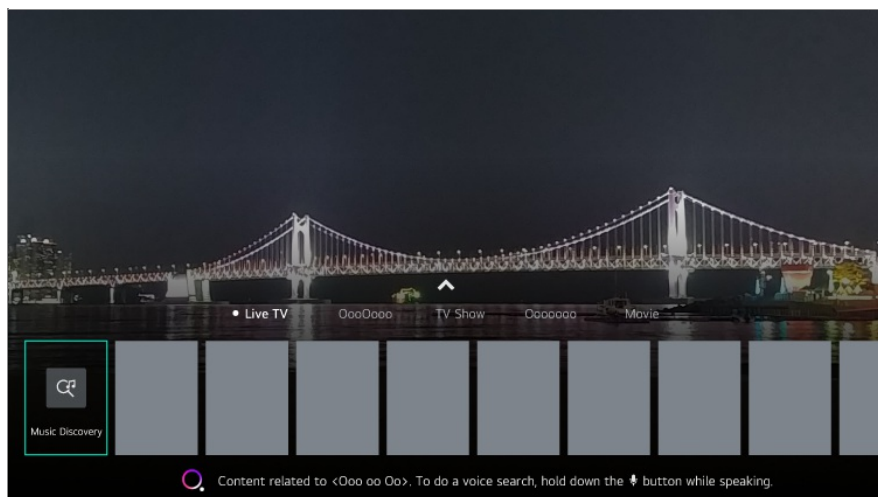 Live TV OooOooo TV Show Ooooooo Movie
Music Discovery
Content related to <Ooo oo Oo>. To do a voice search, hold down the button while speaking.